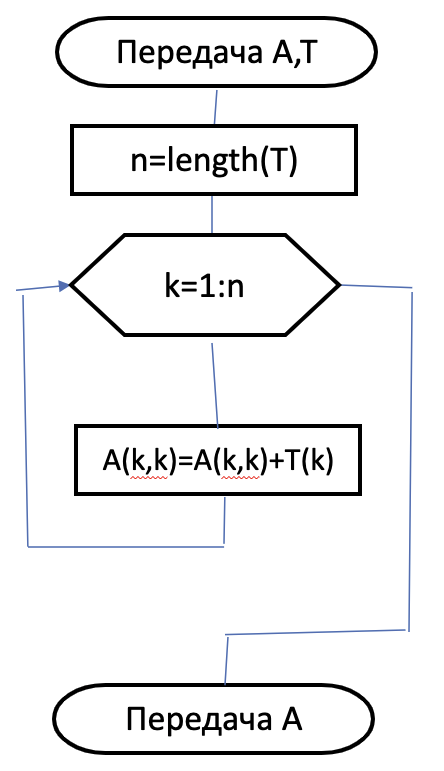 Передача А,Т
n=length(T)
k=1:n
A(k,k)=A(k,k)+T(k)
Передача А